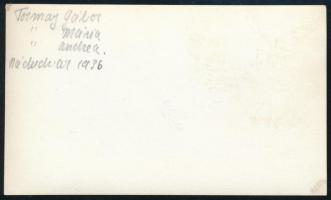 Tormay Gábor
" Mária
" Andrea.
Nádudvar 1936